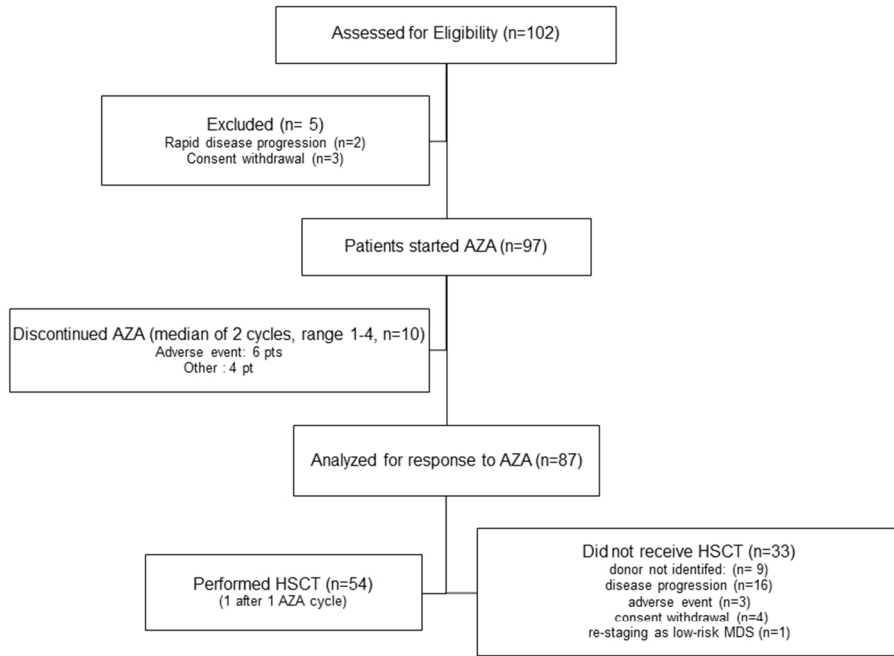 Assessed for Eligibility (n=102)
Excluded (n= 5)
Rapid disease progression (n=2)
Consent withdrawal (n=3)
Patients started AZA (n=97)
Discontinued AZA (median of 2 cycles, range 1-4, n=10)
Adverse event: 6 pts
Other : 4 pt
Analyzed for response to AZA (n=87)
Performed HSCT (n=54)
(1 after 1 AZA cycle)
Did not receive HSCT (n=33)
donor not identifed: (n= 9)
disease progression (n=16)
adverse event (n=3)
consent withdrawal (n=4)
re-staging as low-risk MDS (n=1)